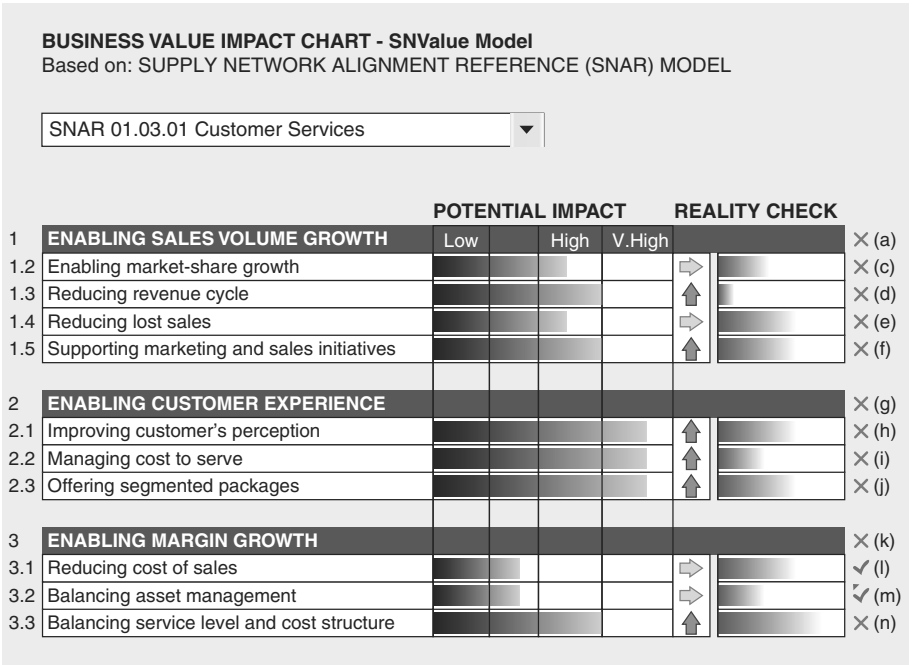 BUSINESS VALUE IMPACT CHART - SNValue Model
Based on: SUPPLY NETWORK ALIGNMENT REFERENCE (SNAR) MODEL
SNAR 01.03.01 Customer Services
POTENTIAL IMPACT REALITY CHECK
1 ENABLING SALES VOLUME GROWTH Low High V.High (a)
1.2 Enabling market-share growth (c)
1.3 Reducing revenue cycle (d)
1.4 Reducing lost sales (e)
1.5 Supporting marketing and sales initiatives (f)
2 ENABLING CUSTOMER EXPERIENCE (g)
2.1 Improving customer's perception (h)
2.2 Managing cost to serve (i)
2.3 Offering segmented packages (j)
3 ENABLING MARGIN GROWTH (k)
3.1 Reducing cost of sales (l)
3.2 Balancing asset management (m)
3.3 Balancing service level and cost structure (n)